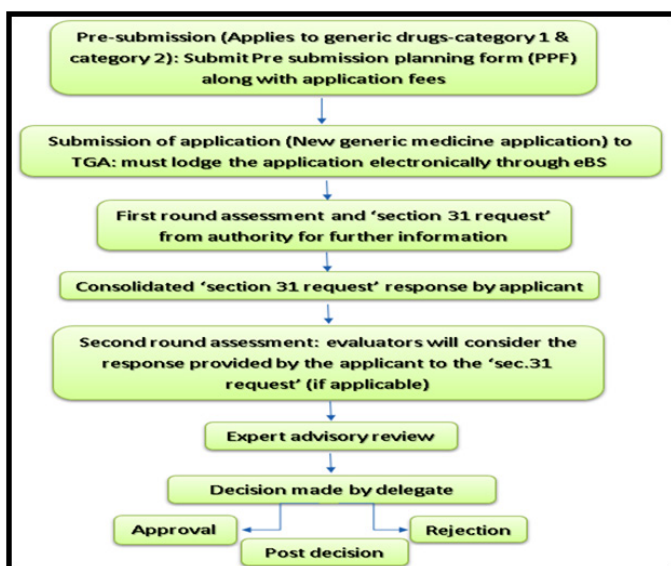 Pre-submission (Applies to generic drugs-category 1 &
category 2): Submit Pre submission planning form (PPF)
along with application fees
Submission of application (New generic medicine application) to
TGA: must lodge the application electronically through eBS
First round assessment and ‘section 31 request’
from authority for further information
Consolidated ‘section 31 request’ response by applicant
Second round assessment: evaluators will consider the
response provided by the applicant to the ‘sec.31
request’ (if applicable)
Expert advisory review
Decision made by delegate
Approval
Rejection
Post decision